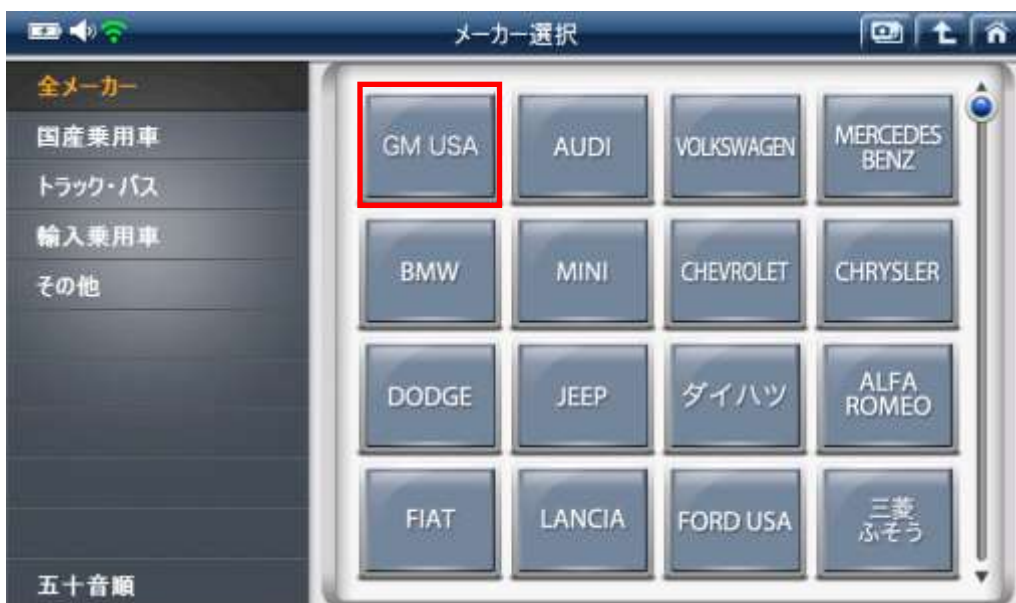 メーカー選択
全メーカー
国産乗用車
トラック・バス
輸入乗用車
その他
五十音順
GM USA
AUDI
VOLKSWAGEN
MERCEDES
BENZ
BMW
MINI
CHEVROLET
CHRYSLER
DODGE
JEEP
ダイハツ
ALFA
ROMEO
FIAT
LANCIA
FORD USA
三菱
ふそう